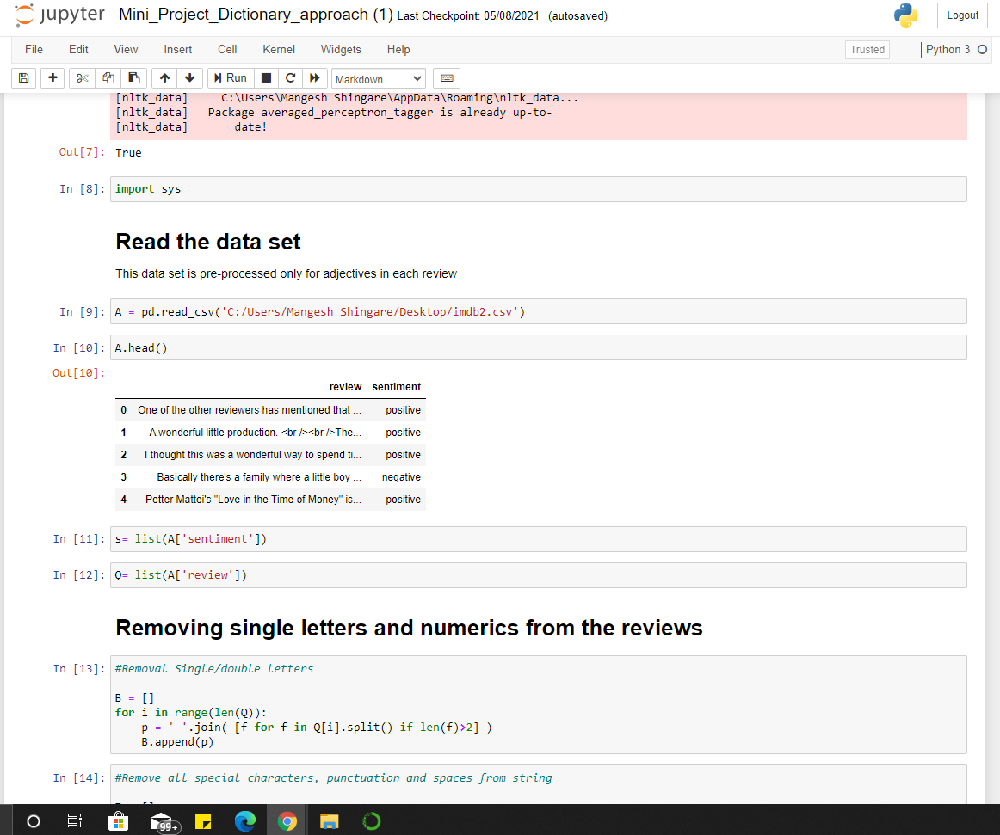 jupyter Mini_Project_Dictionary_approach (1) Last Checkpoint: 05/08/2021 (autosaved) Logout
File Edit View Insert Cell Kernel Widgets Help Trusted Python 3
Run Markdown
[nltk_data] C:\Users\Mangesh Shingare\AppData\Roaming\nltk_data...
[nltk_data] Package averaged_perceptron_tagger is already up-to-
[nltk_data] date!
Out[7]: True
In [8]: import sys
Read the data set
This data set is pre-processed only for adjectives in each review
In [9]: A = pd.read_csv('C:/Users/Mangesh Shingare/Desktop/imdb2.csv')
In [10]: A.head()
Out[10]:
review sentiment
0 One of the other reviewers has mentioned that ... positive
1 A wonderful little production. <br /><br />The... positive
2 I thought this was a wonderful way to spend ti... positive
3 Basically there's a family where a little boy ... negative
4 Petter Mattei's "Love in the Time of Money" is... positive
In [11]: s= list(A['sentiment'])
In [12]: Q= list(A['review'])
Removing single letters and numerics from the reviews
In [13]: #Removal Single/double letters
B = []
for i in range(len(Q)):
    p = ' '.join( [f for f in Q[i].split() if len(f)>2] )
    B.append(p)
In [14]: #Remove all special characters, punctuation and spaces from string
99+